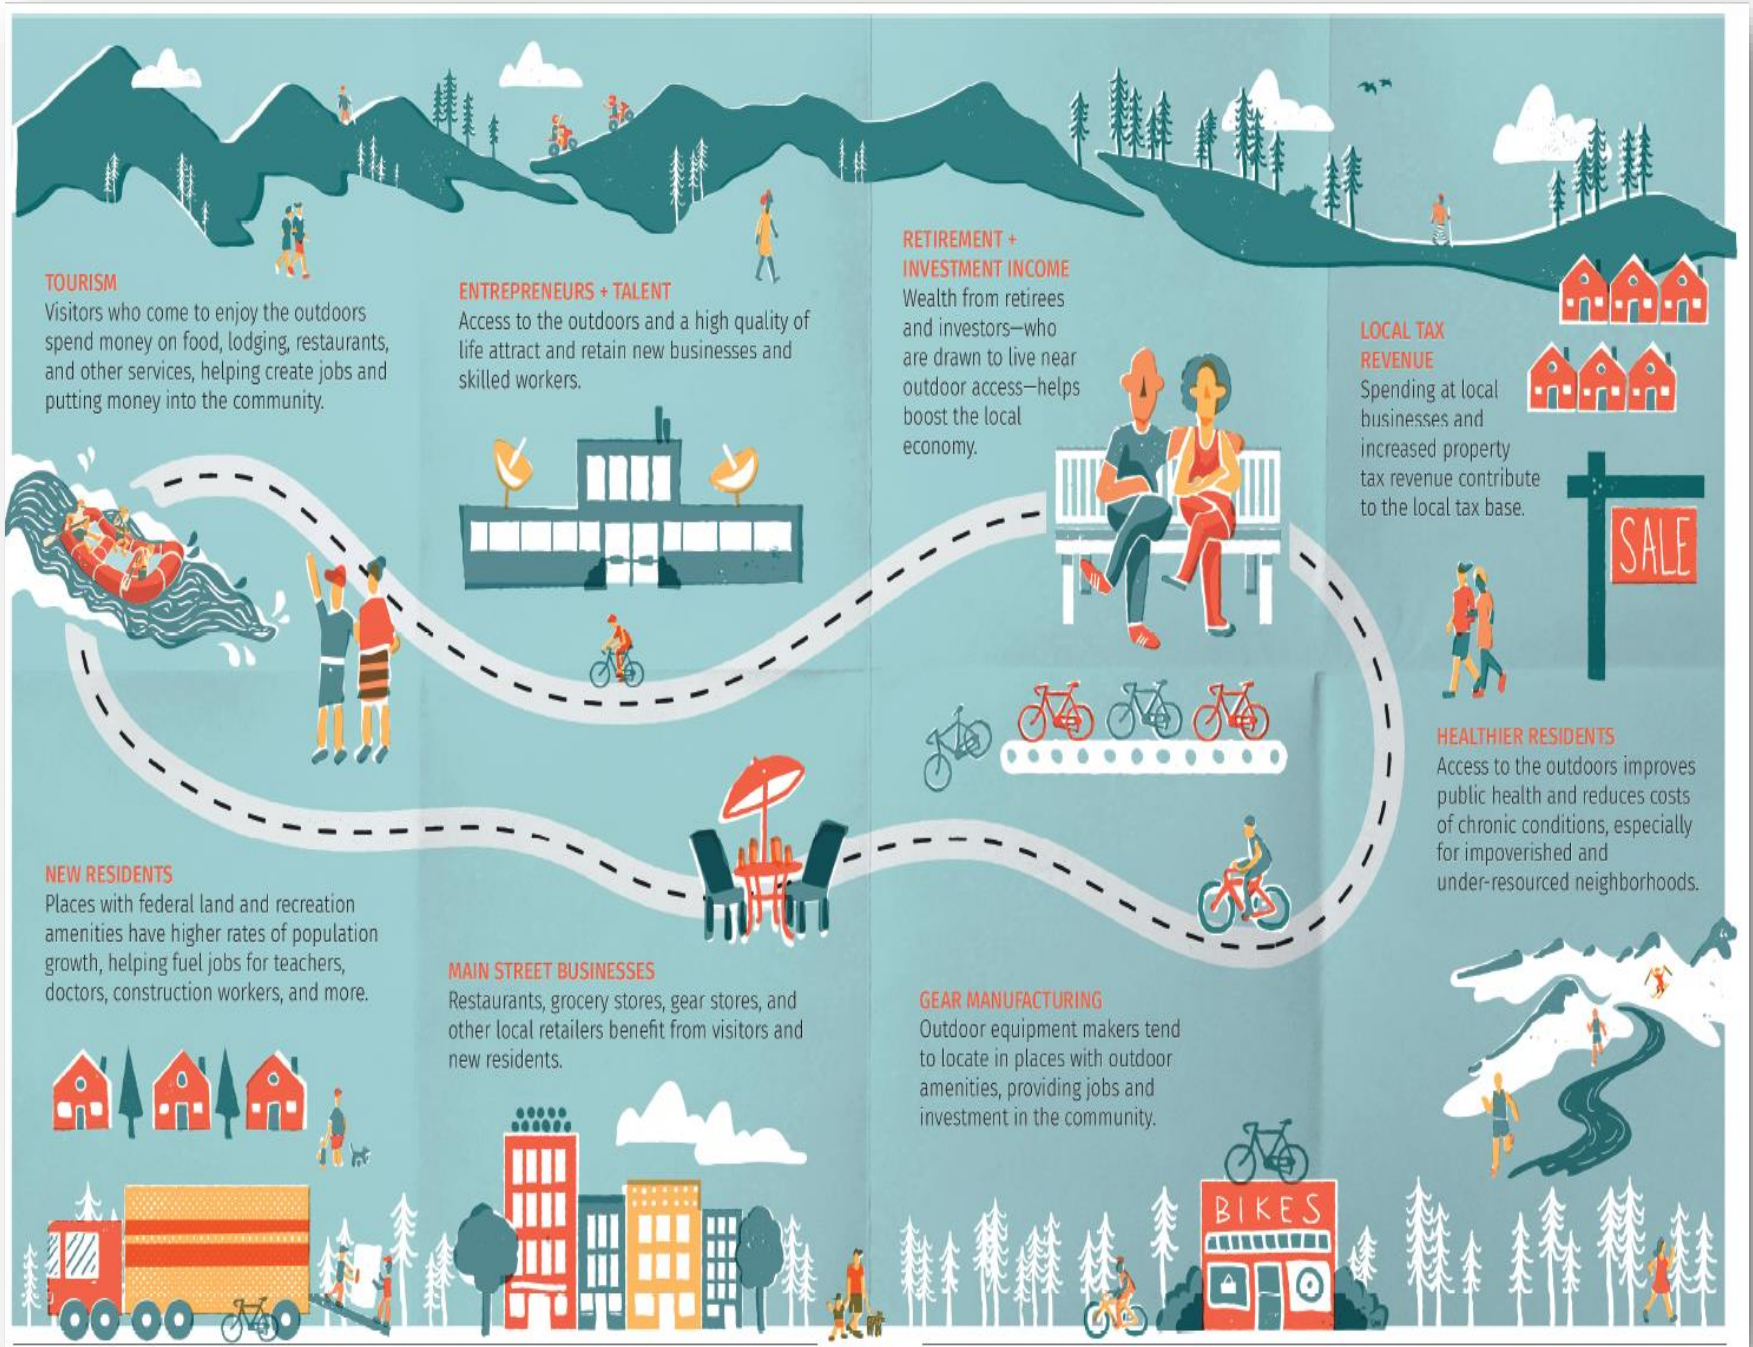 TOURISM
Visitors who come to enjoy the outdoors
spend money on food, lodging, restaurants,
and other services, helping create jobs and
putting money into the community.
ENTREPRENEURS + TALENT
Access to the outdoors and a high quality of
life attract and retain new businesses and
skilled workers.
RETIREMENT +
INVESTMENT INCOME
Wealth from retirees
and investors—who
are drawn to live near
outdoor access—helps
boost the local
economy.
LOCAL TAX
REVENUE
Spending at local
businesses and
increased property
tax revenue contribute
to the local tax base.
SALE
HEALTHIER RESIDENTS
Access to the outdoors improves
public health and reduces costs
of chronic conditions, especially
for impoverished and
under-resourced neighborhoods.
NEW RESIDENTS
Places with federal land and recreation
amenities have higher rates of population
growth, helping fuel jobs for teachers,
doctors, construction workers, and more.
MAIN STREET BUSINESSES
Restaurants, grocery stores, gear stores, and
other local retailers benefit from visitors and
new residents.
GEAR MANUFACTURING
Outdoor equipment makers tend
to locate in places with outdoor
amenities, providing jobs and
investment in the community.
BIKES